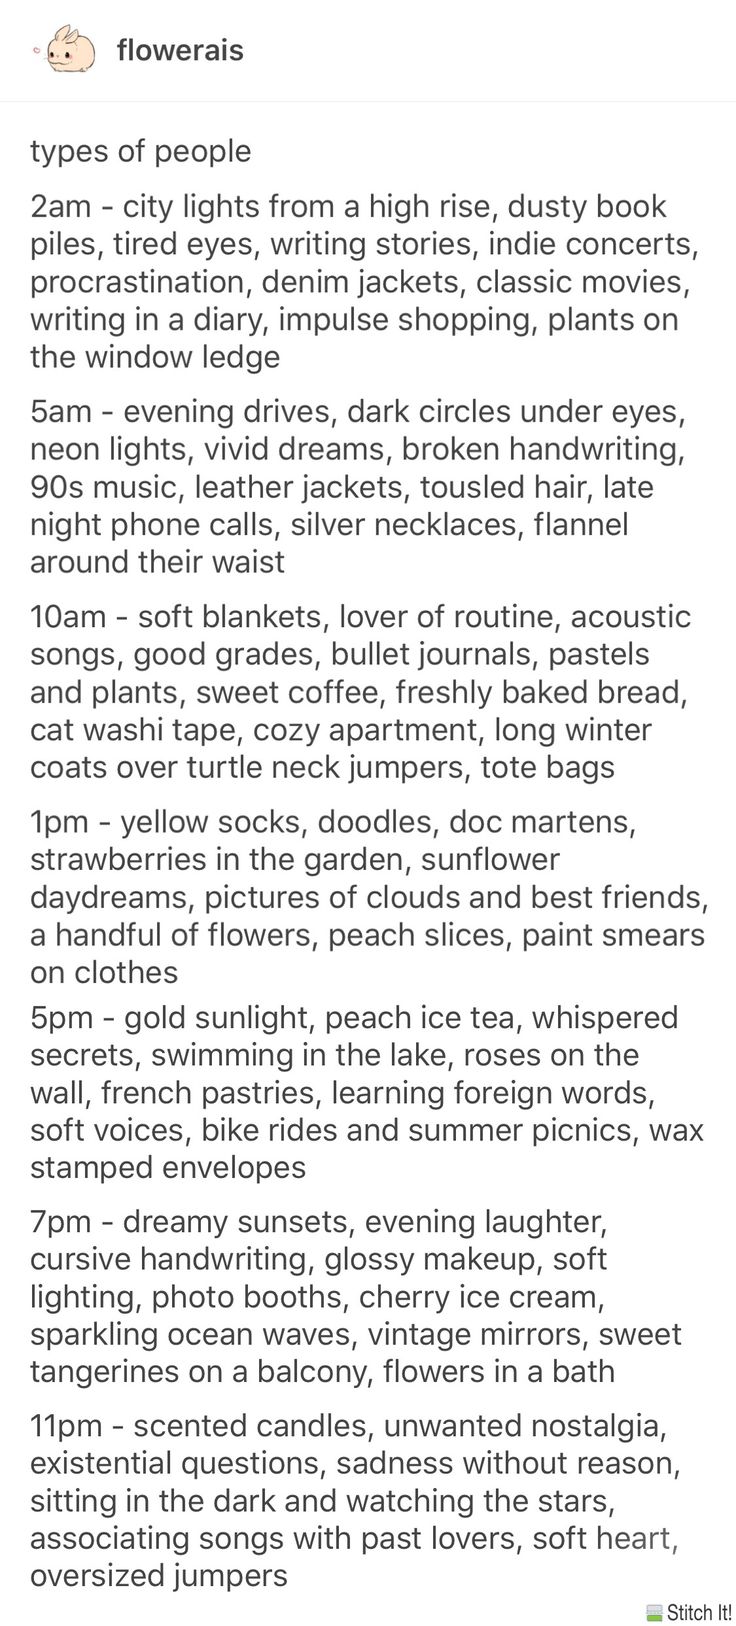 flowerais
types of people
2am - city lights from a high rise, dusty book
piles, tired eyes, writing stories, indie concerts,
procrastination, denim jackets, classic movies,
writing in a diary, impulse shopping, plants on
the window ledge
5am - evening drives, dark circles under eyes,
neon lights, vivid dreams, broken handwriting,
90s music, leather jackets, tousled hair, late
night phone calls, silver necklaces, flannel
around their waist
10am - soft blankets, lover of routine, acoustic
songs, good grades, bullet journals, pastels
and plants, sweet coffee, freshly baked bread,
cat washi tape, cozy apartment, long winter
coats over turtle neck jumpers, tote bags
1pm - yellow socks, doodles, doc martens,
strawberries in the garden, sunflower
daydreams, pictures of clouds and best friends,
a handful of flowers, peach slices, paint smears
on clothes
5pm - gold sunlight, peach ice tea, whispered
secrets, swimming in the lake, roses on the
wall, french pastries, learning foreign words,
soft voices, bike rides and summer picnics, wax
stamped envelopes
7pm - dreamy sunsets, evening laughter,
cursive handwriting, glossy makeup, soft
lighting, photo booths, cherry ice cream,
sparkling ocean waves, vintage mirrors, sweet
tangerines on a balcony, flowers in a bath
11pm - scented candles, unwanted nostalgia,
existential questions, sadness without reason,
sitting in the dark and watching the stars,
associating songs with past lovers, soft heart,
oversized jumpers
Stitch It!